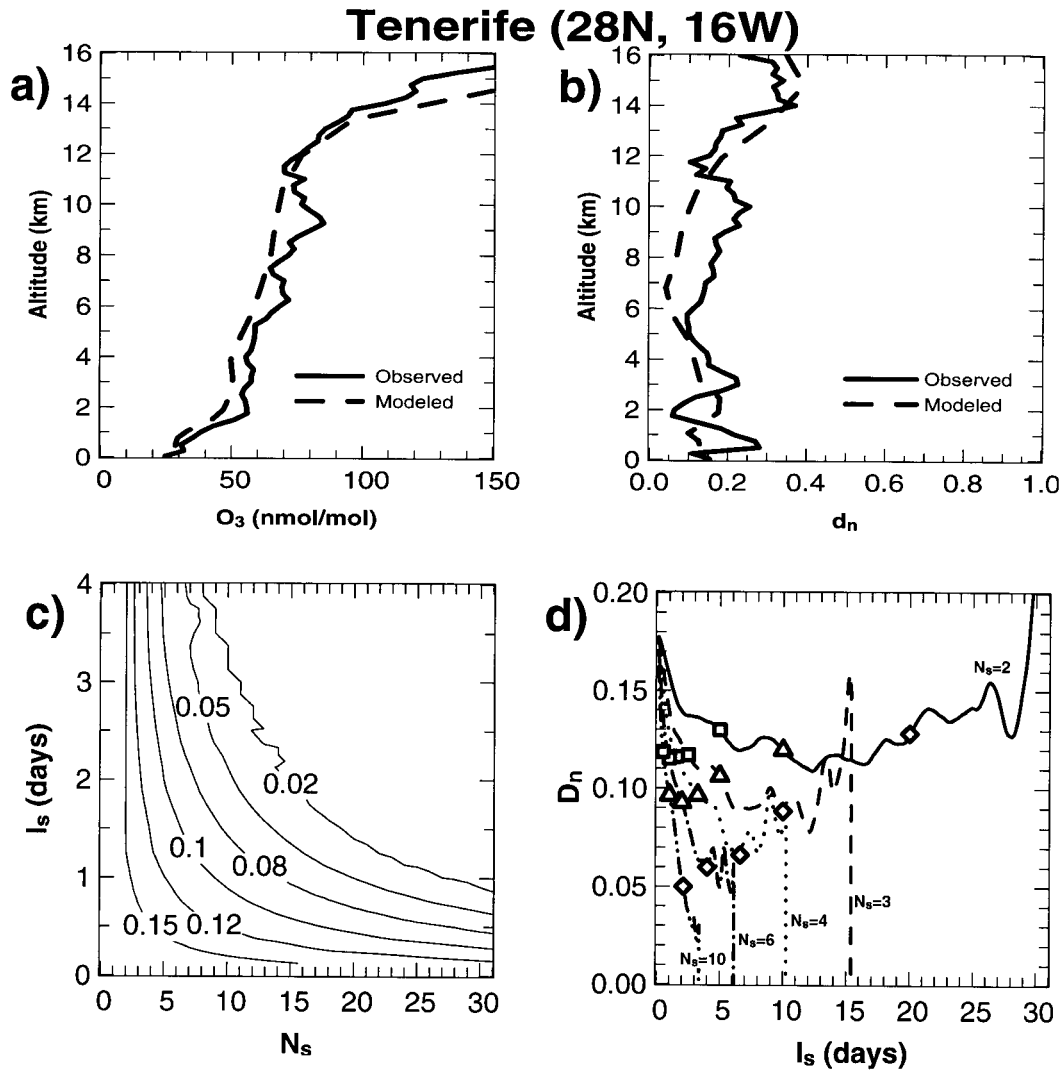 Tenerife (28N, 16W)
a)
16
14
12
10
8
6
4
2
0
Altitude (km)
Observed
Modeled
0
50
100
150
O₃ (nmol/mol)
b)
16
14
12
10
8
6
4
2
0
Altitude (km)
Observed
Modeled
0.0
0.2
0.4
0.6
0.8
1.0
dₙ
c)
4
3
2
1
0
Iₛ (days)
0.05
0.02
0.1
0.08
0.15
0.12
0
5
10
15
20
25
30
Nₛ
d)
0.20
0.15
0.10
0.05
0.00
Dₙ
Nₛ=2
Nₛ=3
Nₛ=4
Nₛ=6
Nₛ=10
0
5
10
15
20
25
30
Iₛ (days)